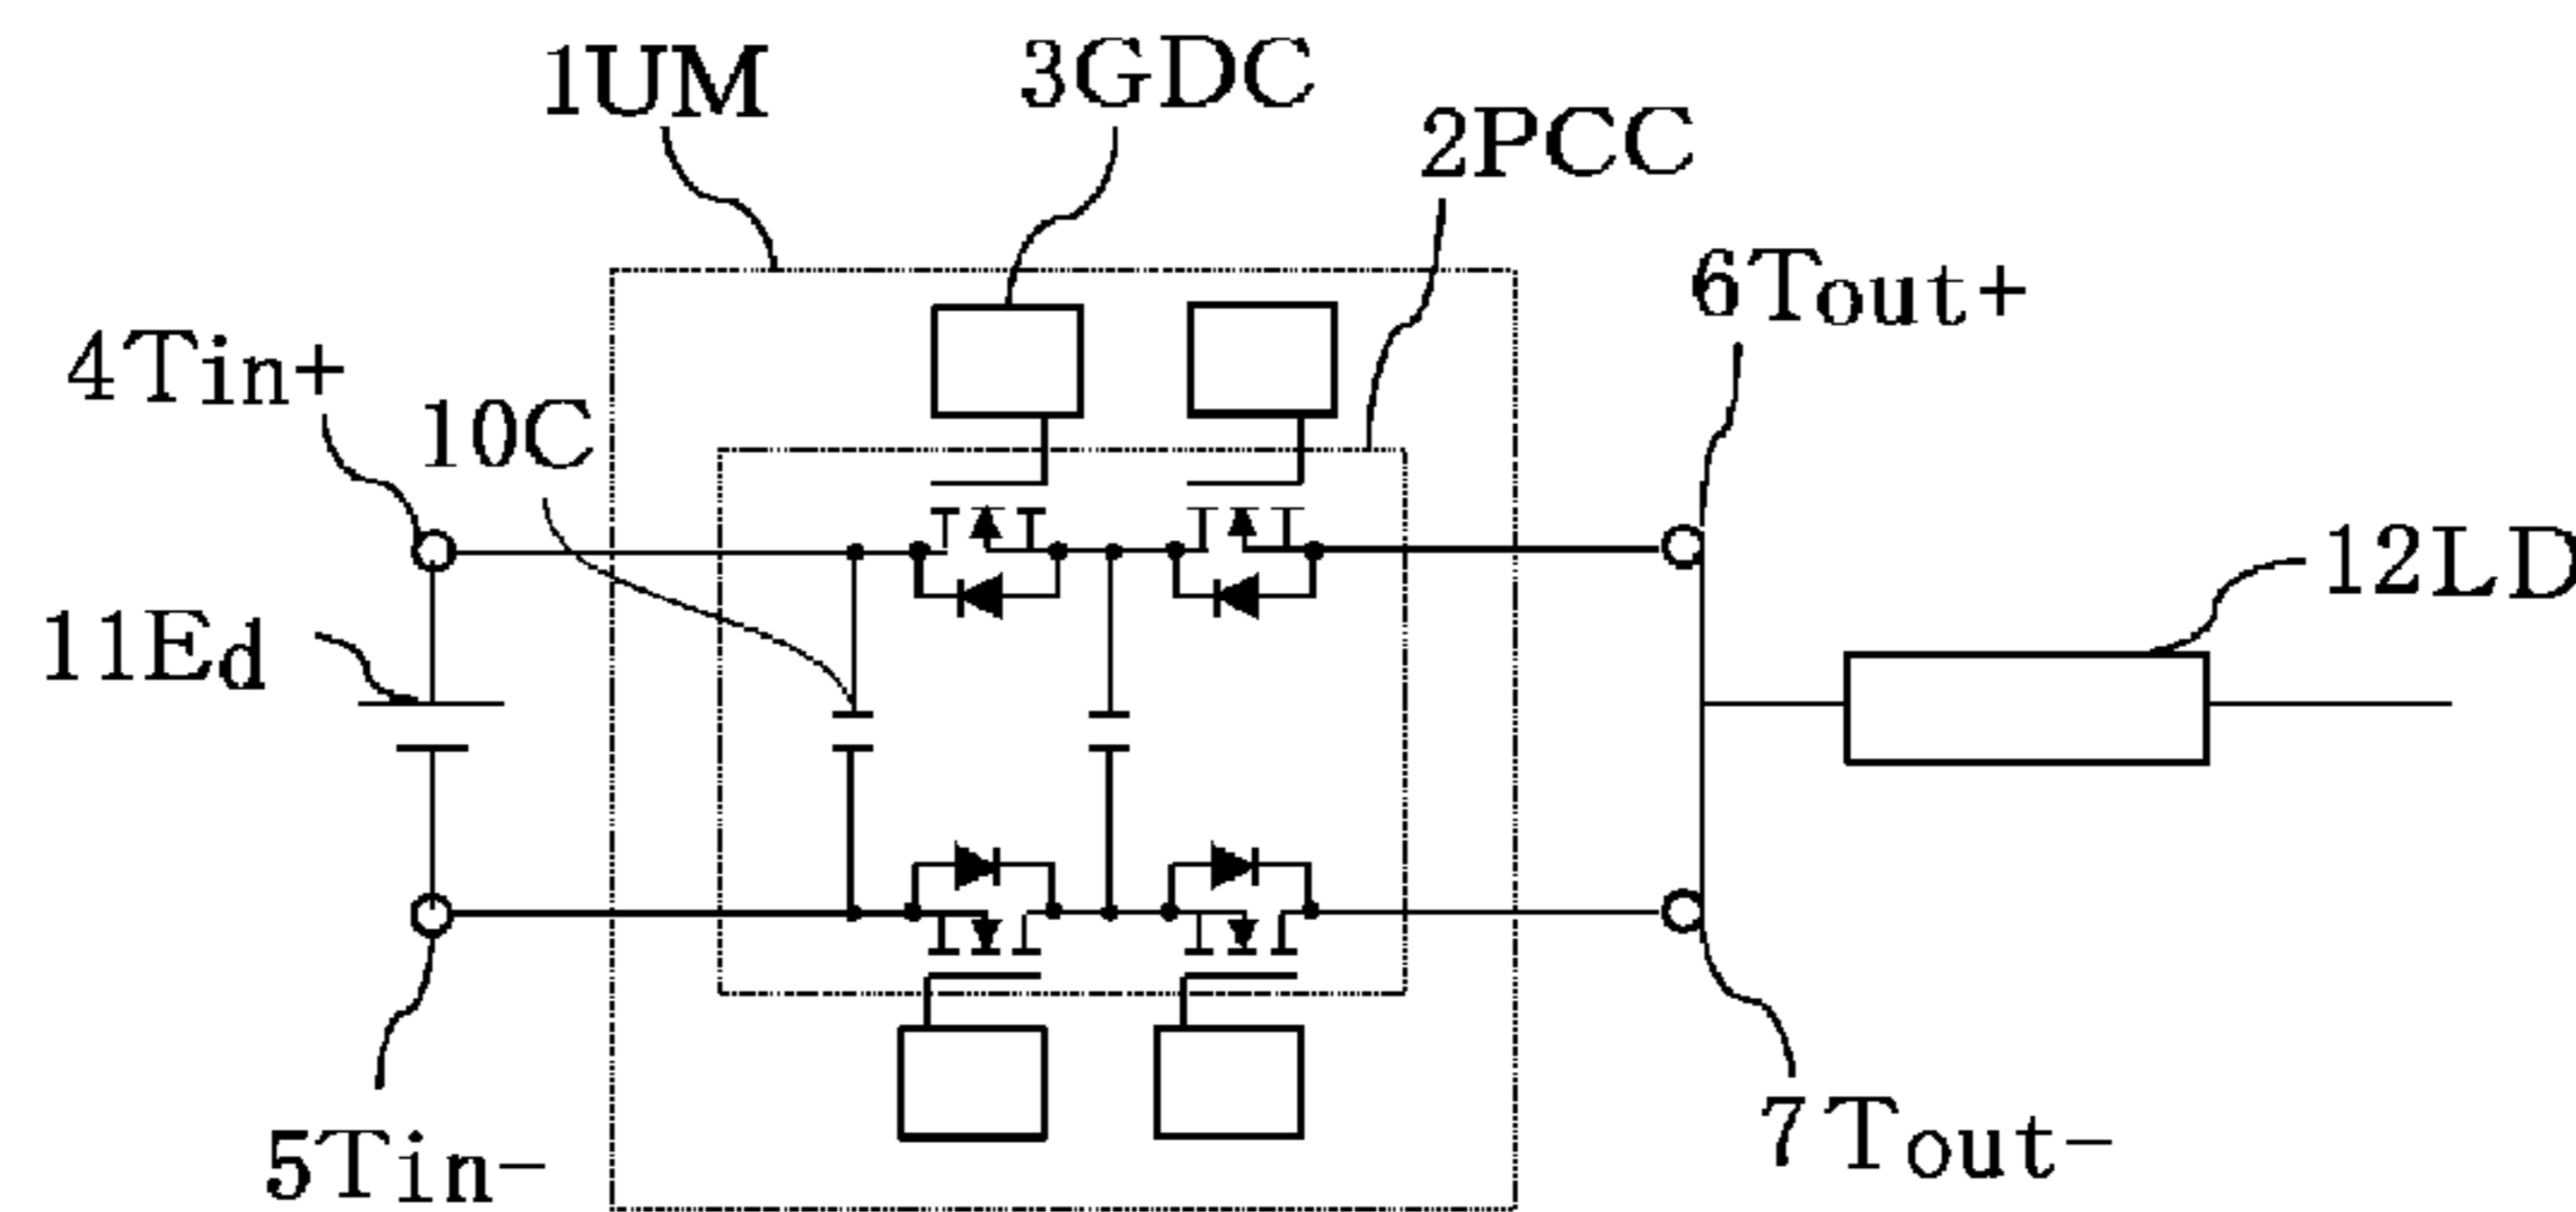 1UM
3GDC
2PCC
6Tout+
4Tin+
10C
12LD
11Ed
7Tout-
5Tin-